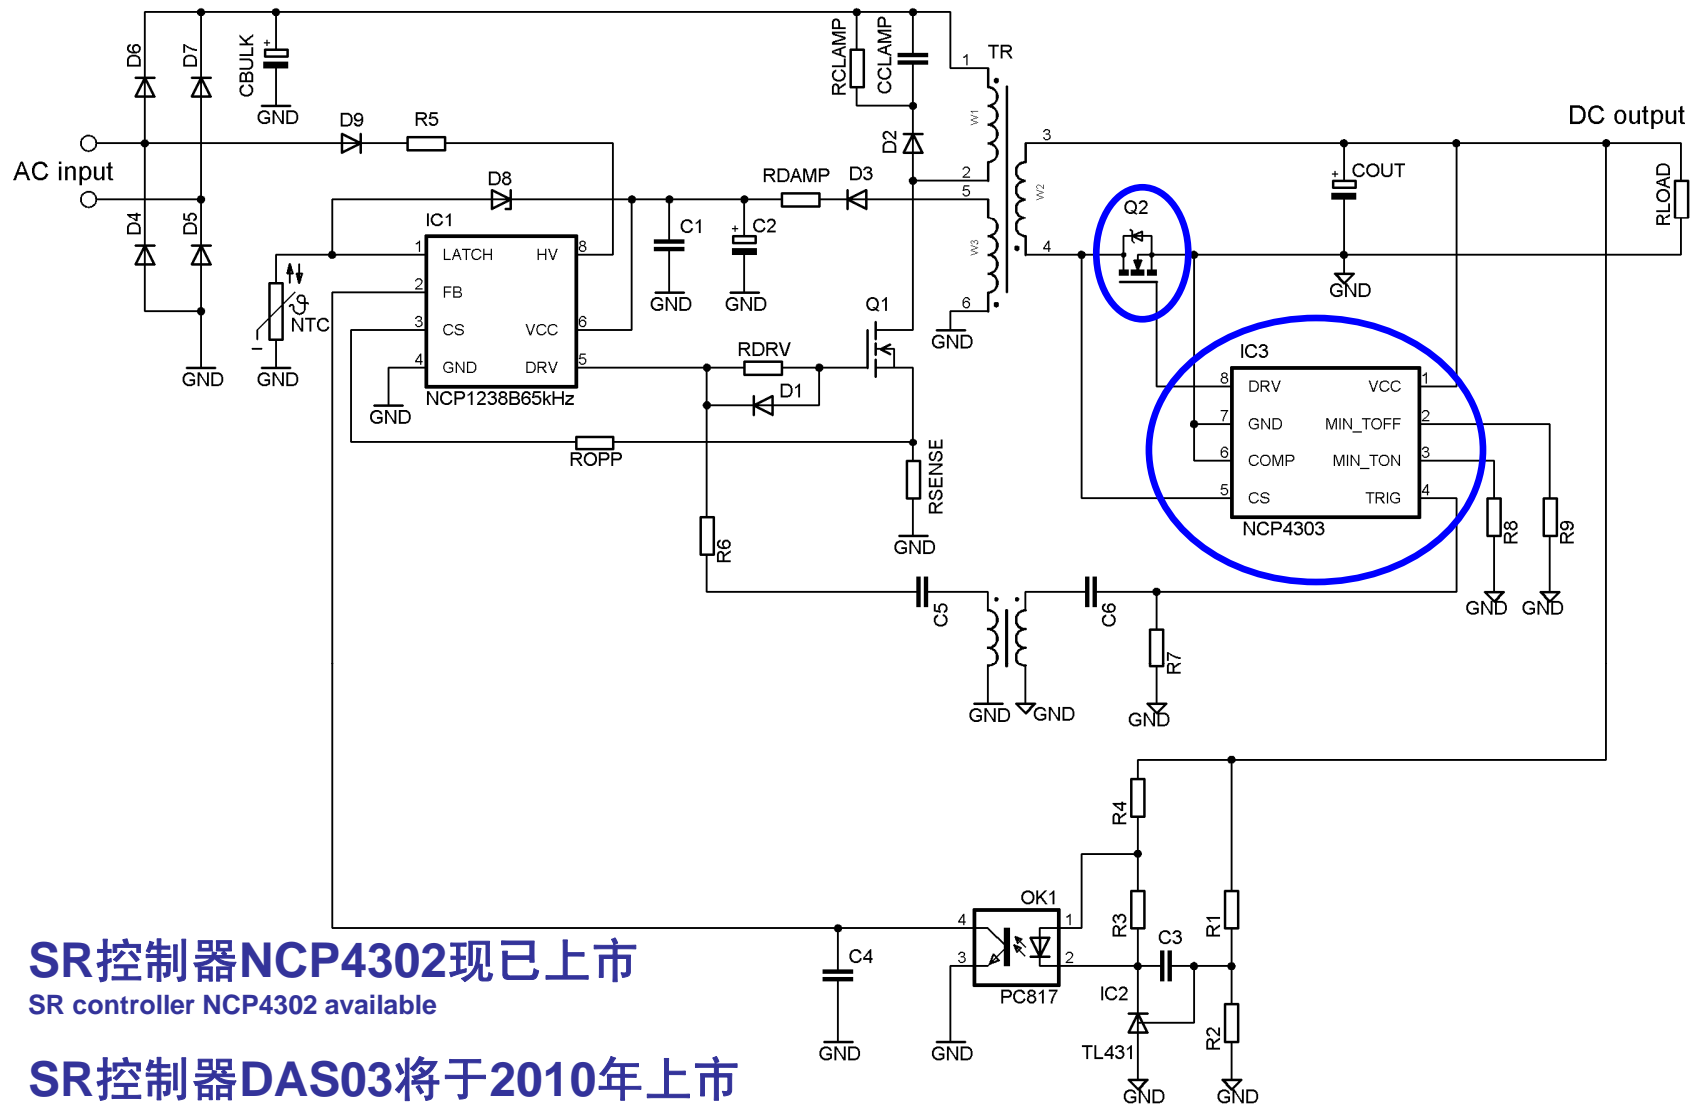 D6
D7
CBULK
+
GND
RCLAMP
CCLAMP
TR
1
W1
D2
2
AC input
D9
R5
DC output
3
W2
4
COUT
+
RLOAD
GND
D8
RDAMP
D3
5
W3
6
GND
D4
D5
GND
IC1
1 LATCH HV 8
2 FB
3 CS VCC 6
4 GND DRV 5
NCP1238B65kHz
GND
ϑ
NTC
−
GND
C1
GND
+
C2
GND
Q1
RDRV
D1
ROPP
RSENSE
GND
Q2
IC3
8 DRV VCC 1
7 GND MIN_TOFF 2
6 COMP MIN_TON 3
5 CS TRIG 4
NCP4303
R8
R9
GND
GND
R6
C5
C6
R7
GND
GND
GND
R4
R3
R1
C3
R2
IC2
TL431
GND
GND
OK1
4
1
3
2
PC817
C4
GND
GND
SR控制器NCP4302现已上市
SR controller NCP4302 available
SR控制器DAS03将于2010年上市